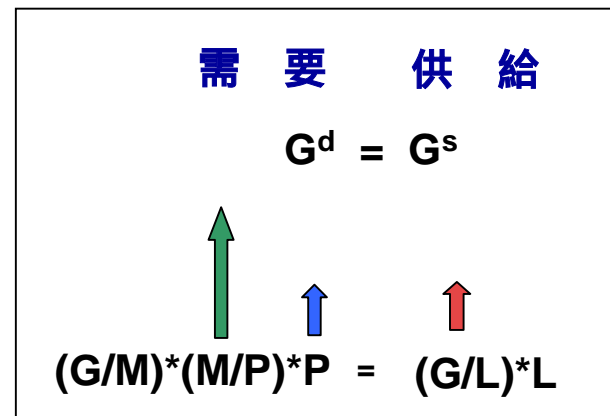 需要 供給
Gᵈ = Gˢ
(G/M)*(M/P)*P = (G/L)*L